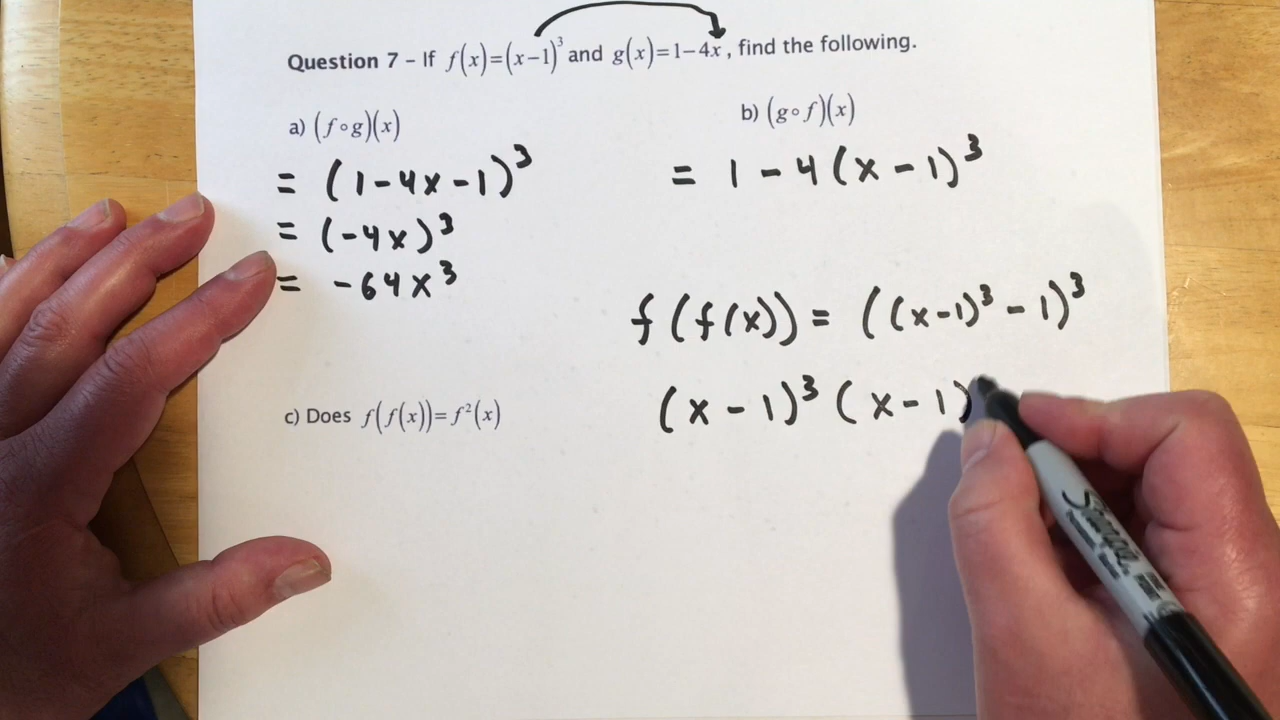 Question 7 – If f(x)=(x−1)³ and g(x)=1−4x, find the following.
a) (f∘g)(x)
= (1-4x-1)³
= (-4x)³
= -64x³
b) (g∘f)(x)
= 1-4(x-1)³
f(f(x)) = ((x-1)³-1)³
c) Does f(f(x))=f²(x)
(x-1)³(x-1)